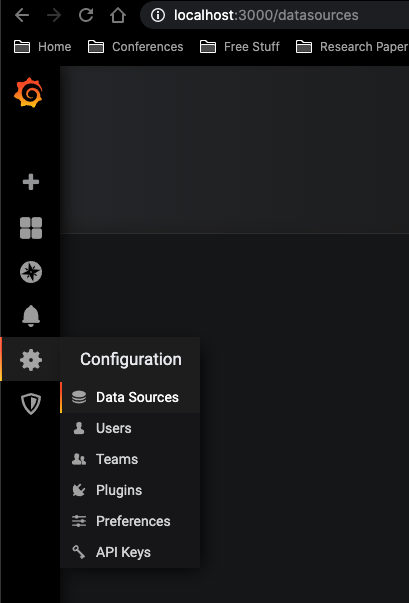 localhost:3000/datasources
Home Conferences Free Stuff Research Paper
Configuration
Data Sources
Users
Teams
Plugins
Preferences
API Keys